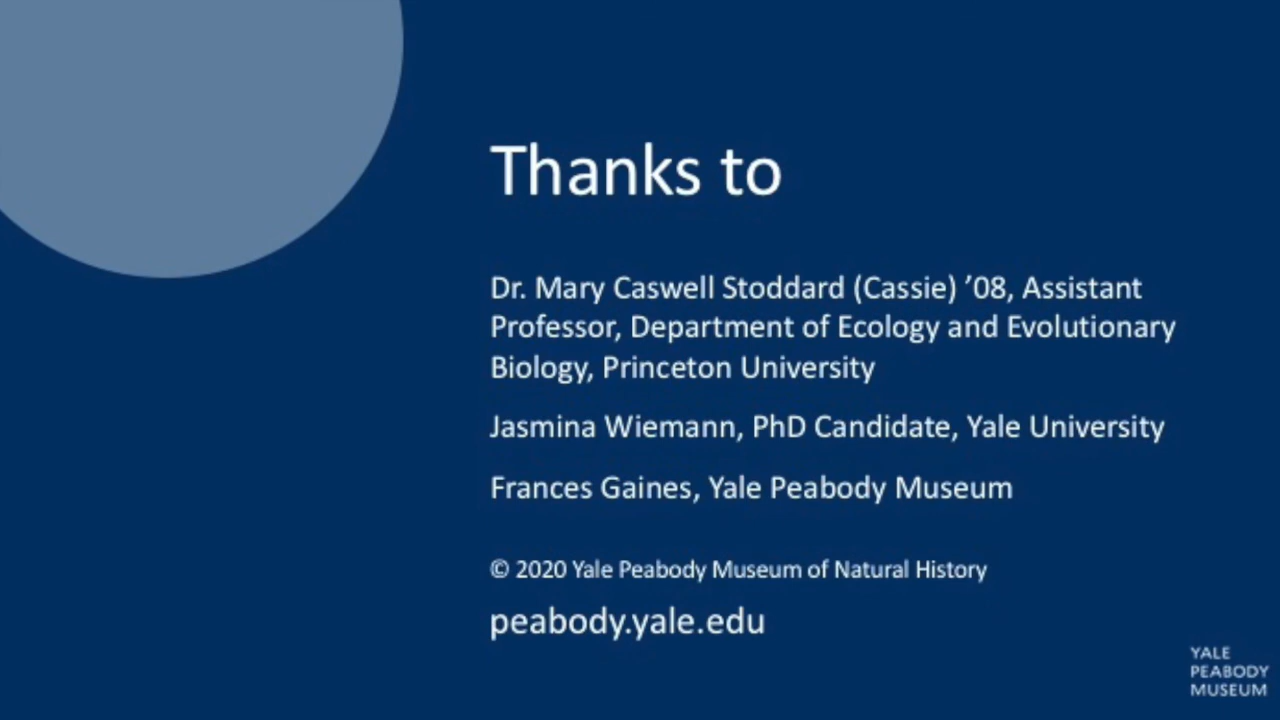 Thanks to
Dr. Mary Caswell Stoddard (Cassie) ’08, Assistant
Professor, Department of Ecology and Evolutionary
Biology, Princeton University
Jasmina Wiemann, PhD Candidate, Yale University
Frances Gaines, Yale Peabody Museum
© 2020 Yale Peabody Museum of Natural History
peabody.yale.edu
YALE
PEABODY
MUSEUM